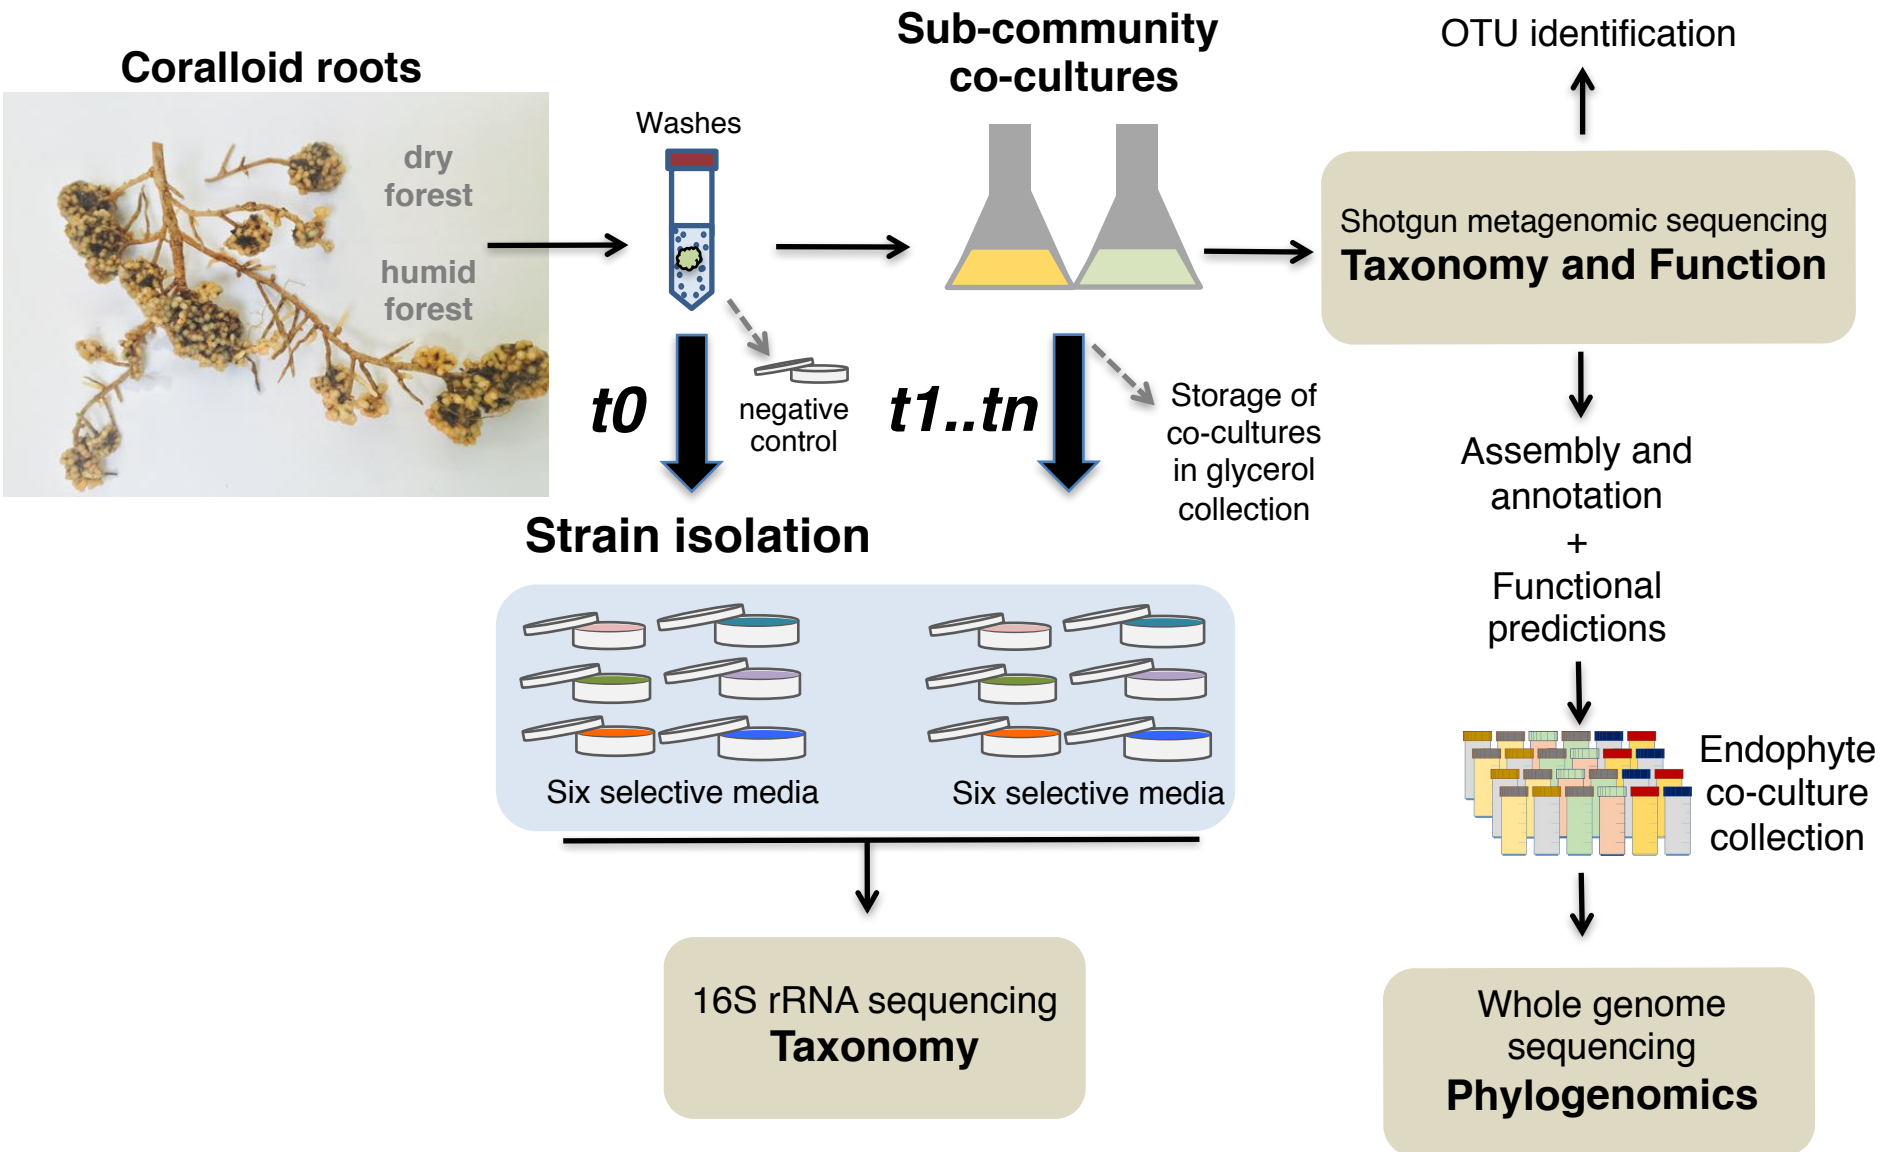 Coralloid roots
dry
forest
humid
forest
Washes
t0
negative
control
Sub-community
co-cultures
t1..tn
Storage of
co-cultures
in glycerol
collection
Strain isolation
Six selective media
Six selective media
16S rRNA sequencing
Taxonomy
OTU identification
Shotgun metagenomic sequencing
Taxonomy and Function
Assembly and
annotation
+
Functional
predictions
Endophyte
co-culture
collection
Whole genome
sequencing
Phylogenomics